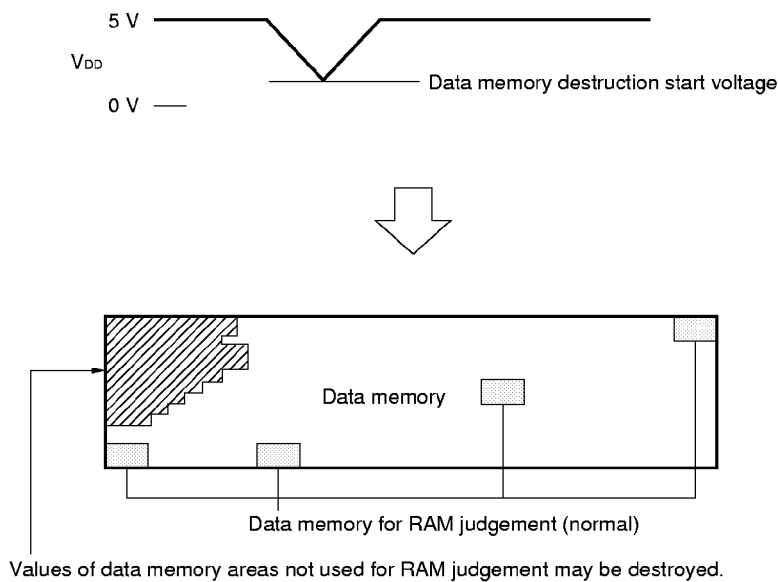 5 V
VDD
Data memory destruction start voltage
0 V
Data memory
Data memory for RAM judgement (normal)
Values of data memory areas not used for RAM judgement may be destroyed.